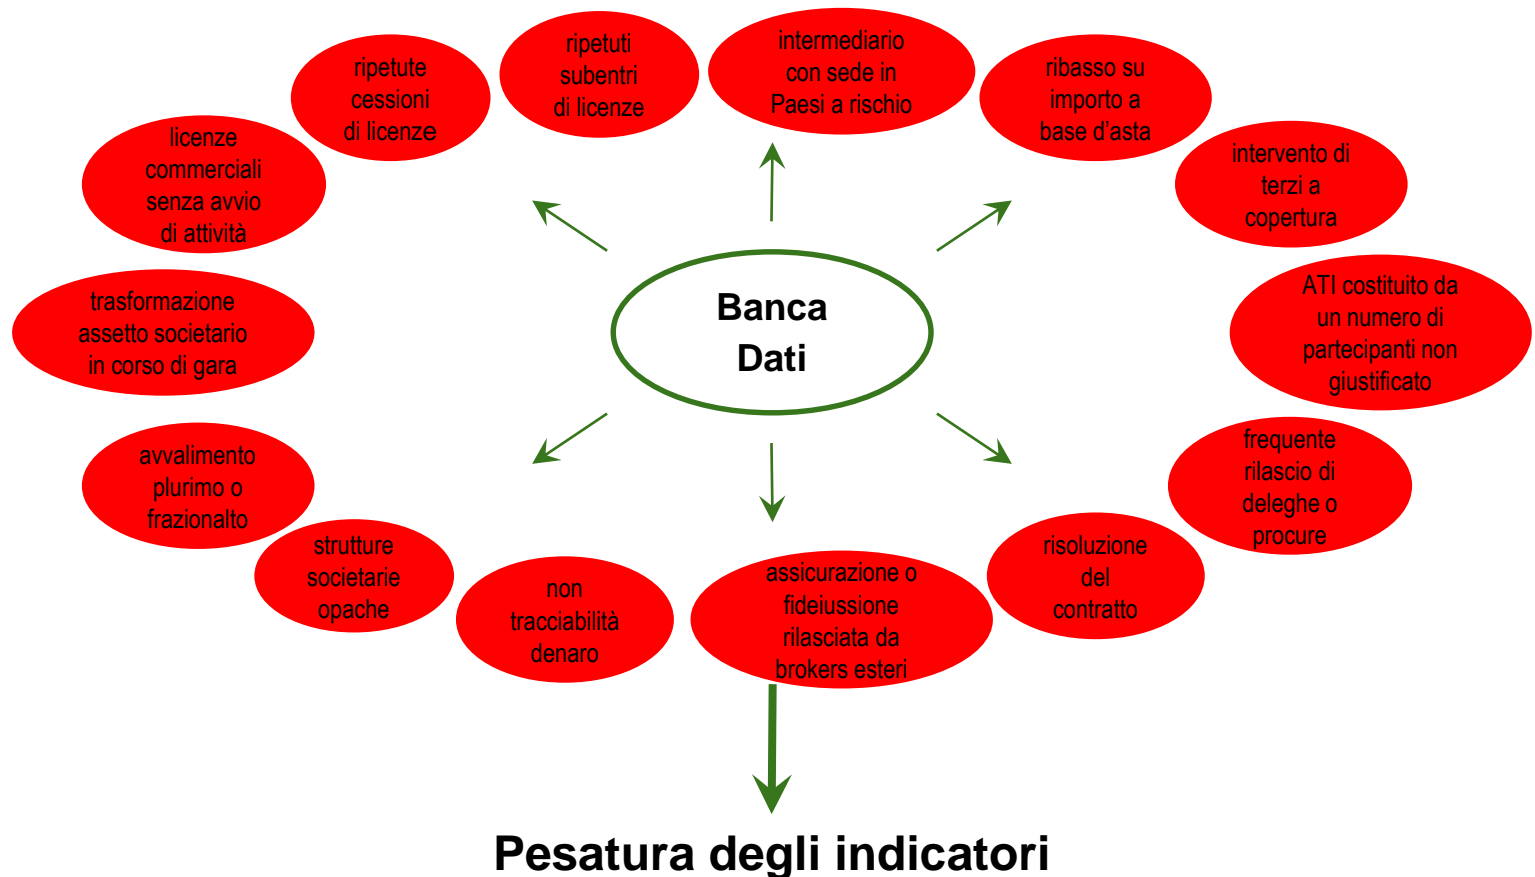 ripetuti
subentri
di licenze
intermediario
con sede in
Paesi a rischio
ripetute
cessioni
di licenze
ribasso su
importo a
base d’asta
licenze
commerciali
senza avvio
di attività
intervento di
terzi a
copertura
trasformazione
assetto societario
in corso di gara
Banca
Dati
ATI costituito da
un numero di
partecipanti non
giustificato
avvalimento
plurimo o
frazionalto
frequente
rilascio di
deleghe o
procure
strutture
societarie
opache
non
tracciabilità
denaro
assicurazione o
fideiussione
rilasciata da
brokers esteri
risoluzione
del
contratto
Pesatura degli indicatori